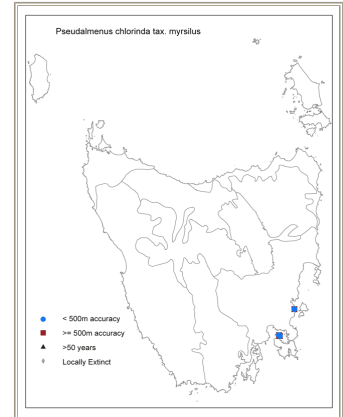 Pseudalmenus chlorinda tax. myrsilus
< 500m accuracy
>= 500m accuracy
>50 years
Locally Extinct